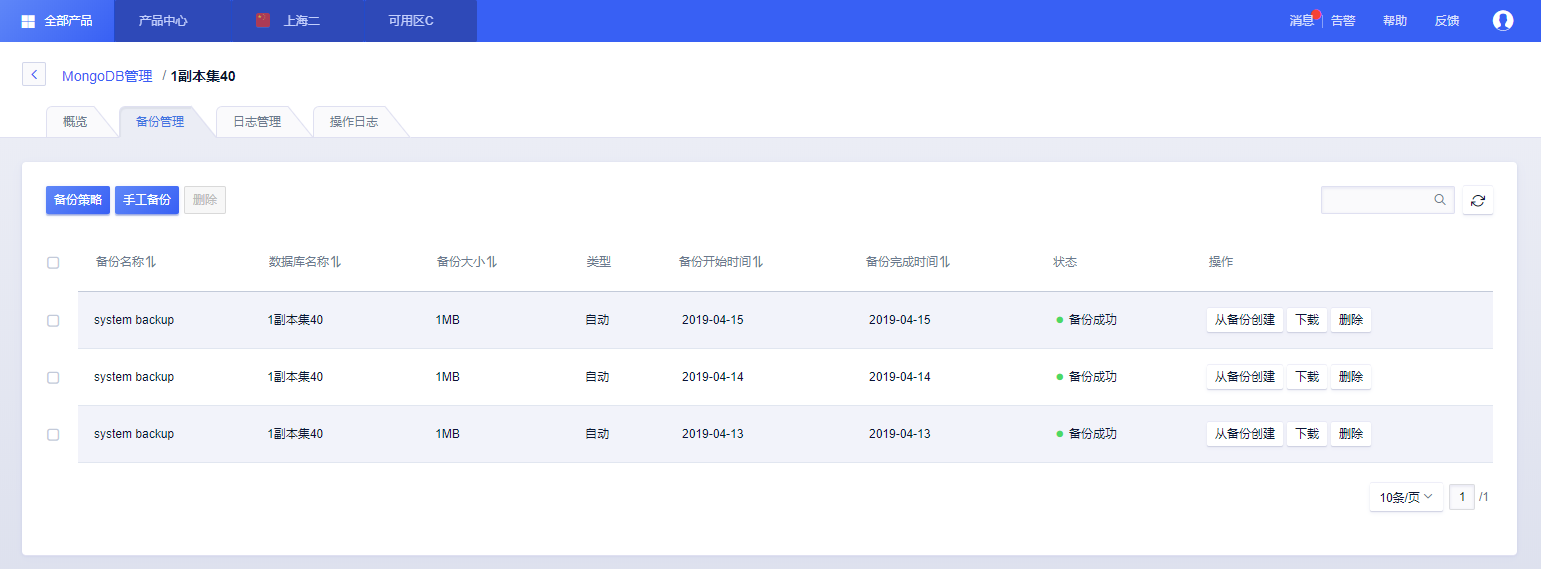 全部产品 产品中心 上海二 可用区C 消息 告警 帮助 反馈
MongoDB管理 / 1副本集40
概览 备份管理 日志管理 操作日志
备份策略 手工备份 删除
备份名称 数据库名称 备份大小 类型 备份开始时间 备份完成时间 状态 操作
system backup 1副本集40 1MB 自动 2019-04-15 2019-04-15 备份成功 从备份创建 下载 删除
system backup 1副本集40 1MB 自动 2019-04-14 2019-04-14 备份成功 从备份创建 下载 删除
system backup 1副本集40 1MB 自动 2019-04-13 2019-04-13 备份成功 从备份创建 下载 删除
10条/页 1 /1